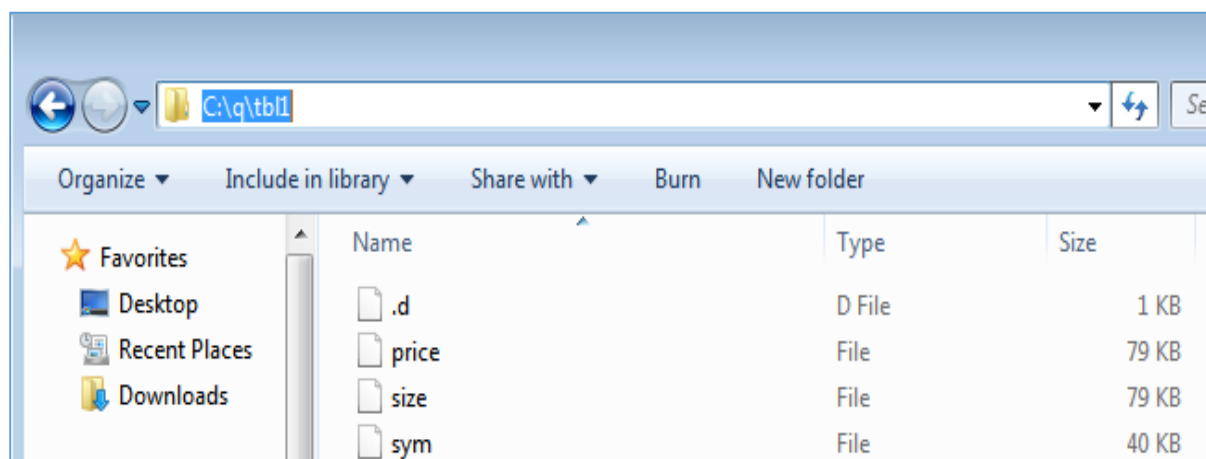 C:\q\tbl1
Se
Organize Include in library Share with Burn New folder
Favorites
Desktop
Recent Places
Downloads
Name Type Size
.d D File 1 KB
price File 79 KB
size File 79 KB
sym File 40 KB